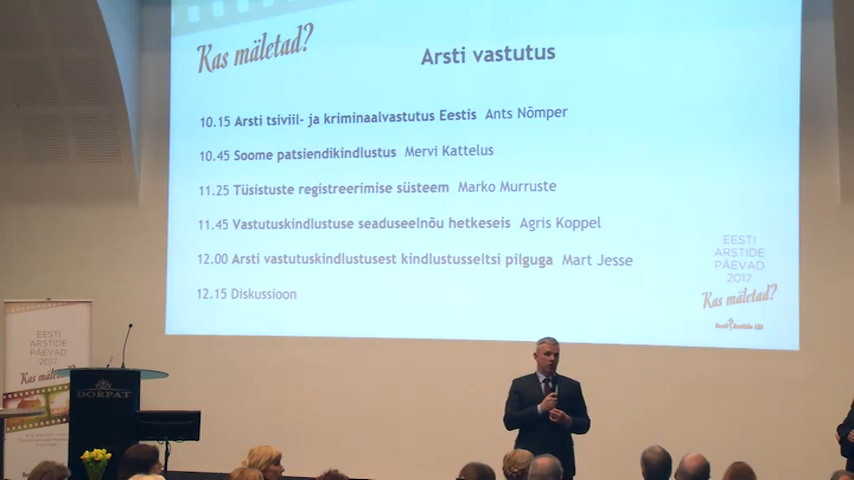 Kas mäletad?
Arsti vastutus
10.15 Arsti tsiviil- ja kriminaalvastutus Eestis Ants Nõmper
10.45 Soome patsiendikindlustus Mervi Kattelus
11.25 Tüsistuste registreerimise süsteem Marko Murruste
11.45 Vastutuskindlustuse seaduseelnõu hetkeseis Agris Koppel
12.00 Arsti vastutuskindlustusest kindlustusseltsi pilguga Mart Jesse
12.15 Diskussioon
EESTI
ARSTIDE
PÄEVAD
2017
Kas mäletad?
Eesti Arstide Liit
EESTI
ARSTIDE
PÄEVAD
2017
Kas mäletad?
DORPAT